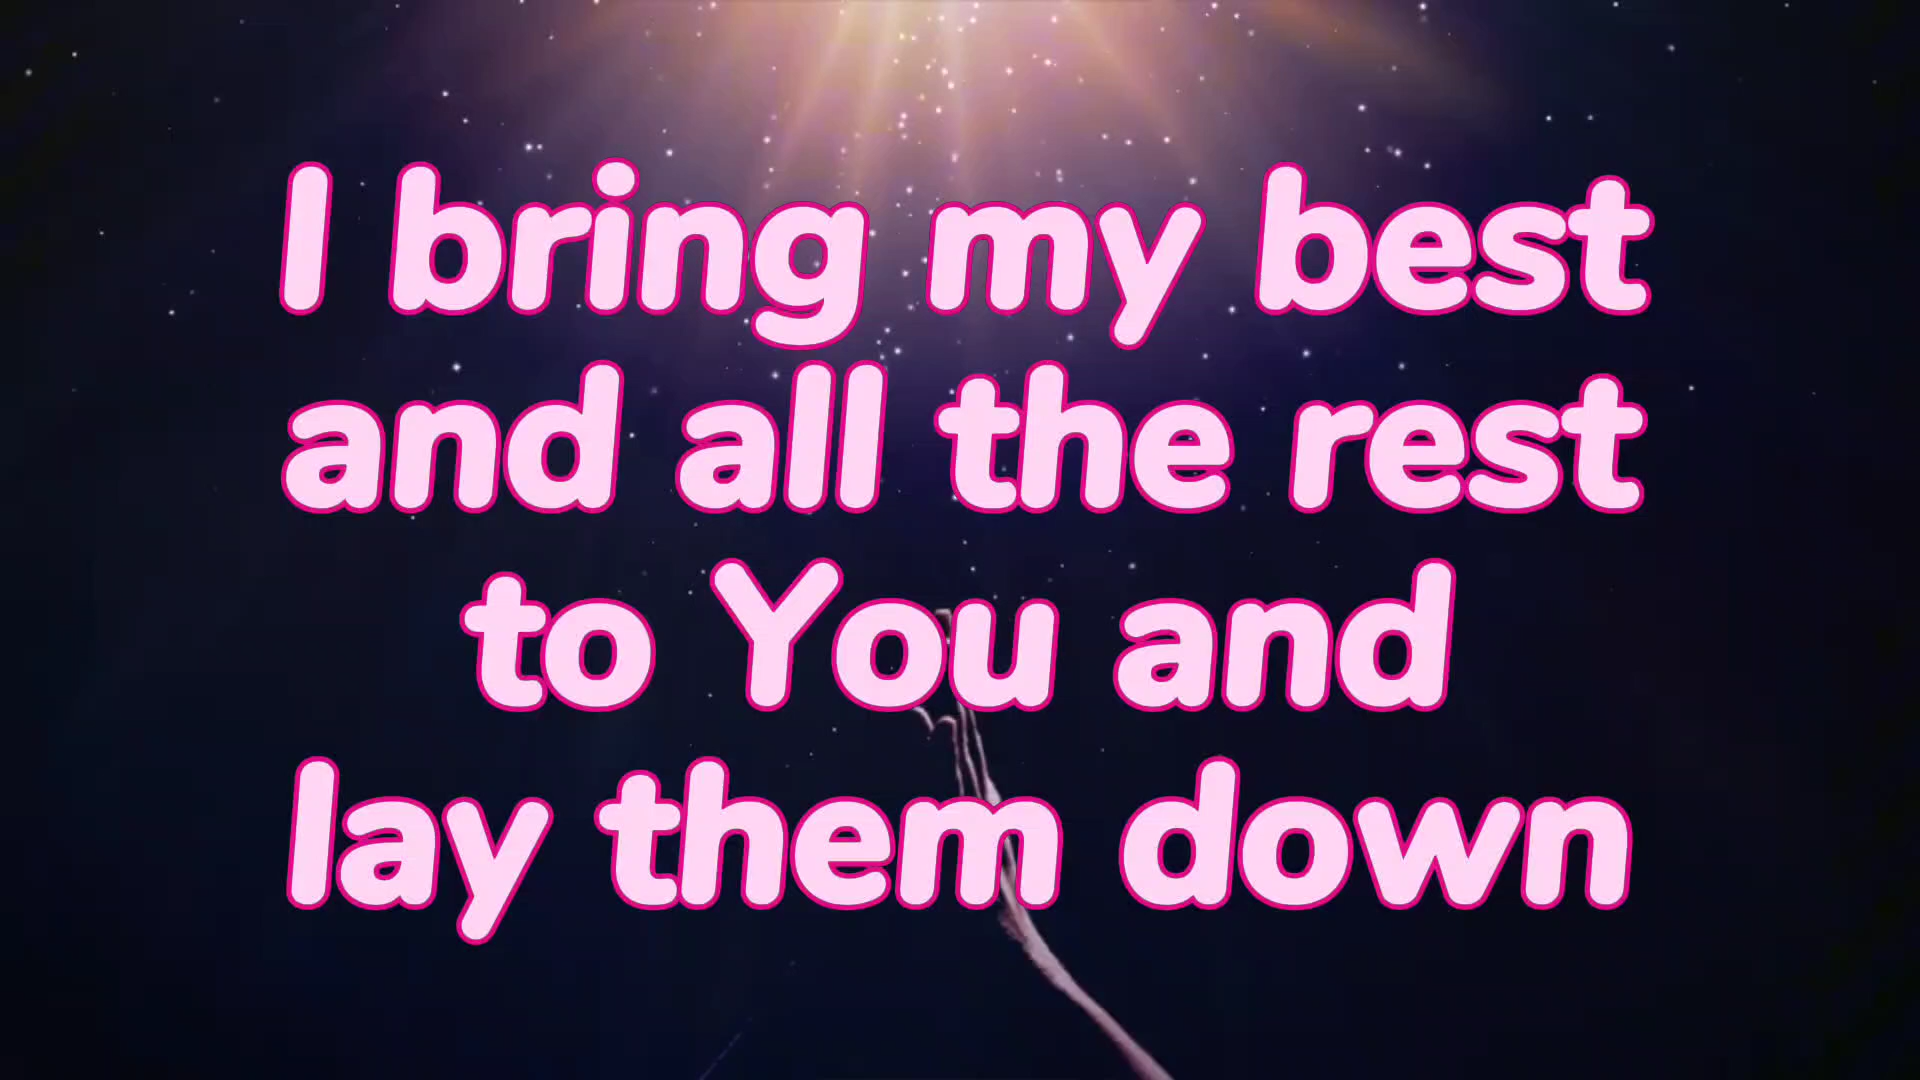 I bring my best
and all the rest
to You and
lay them down